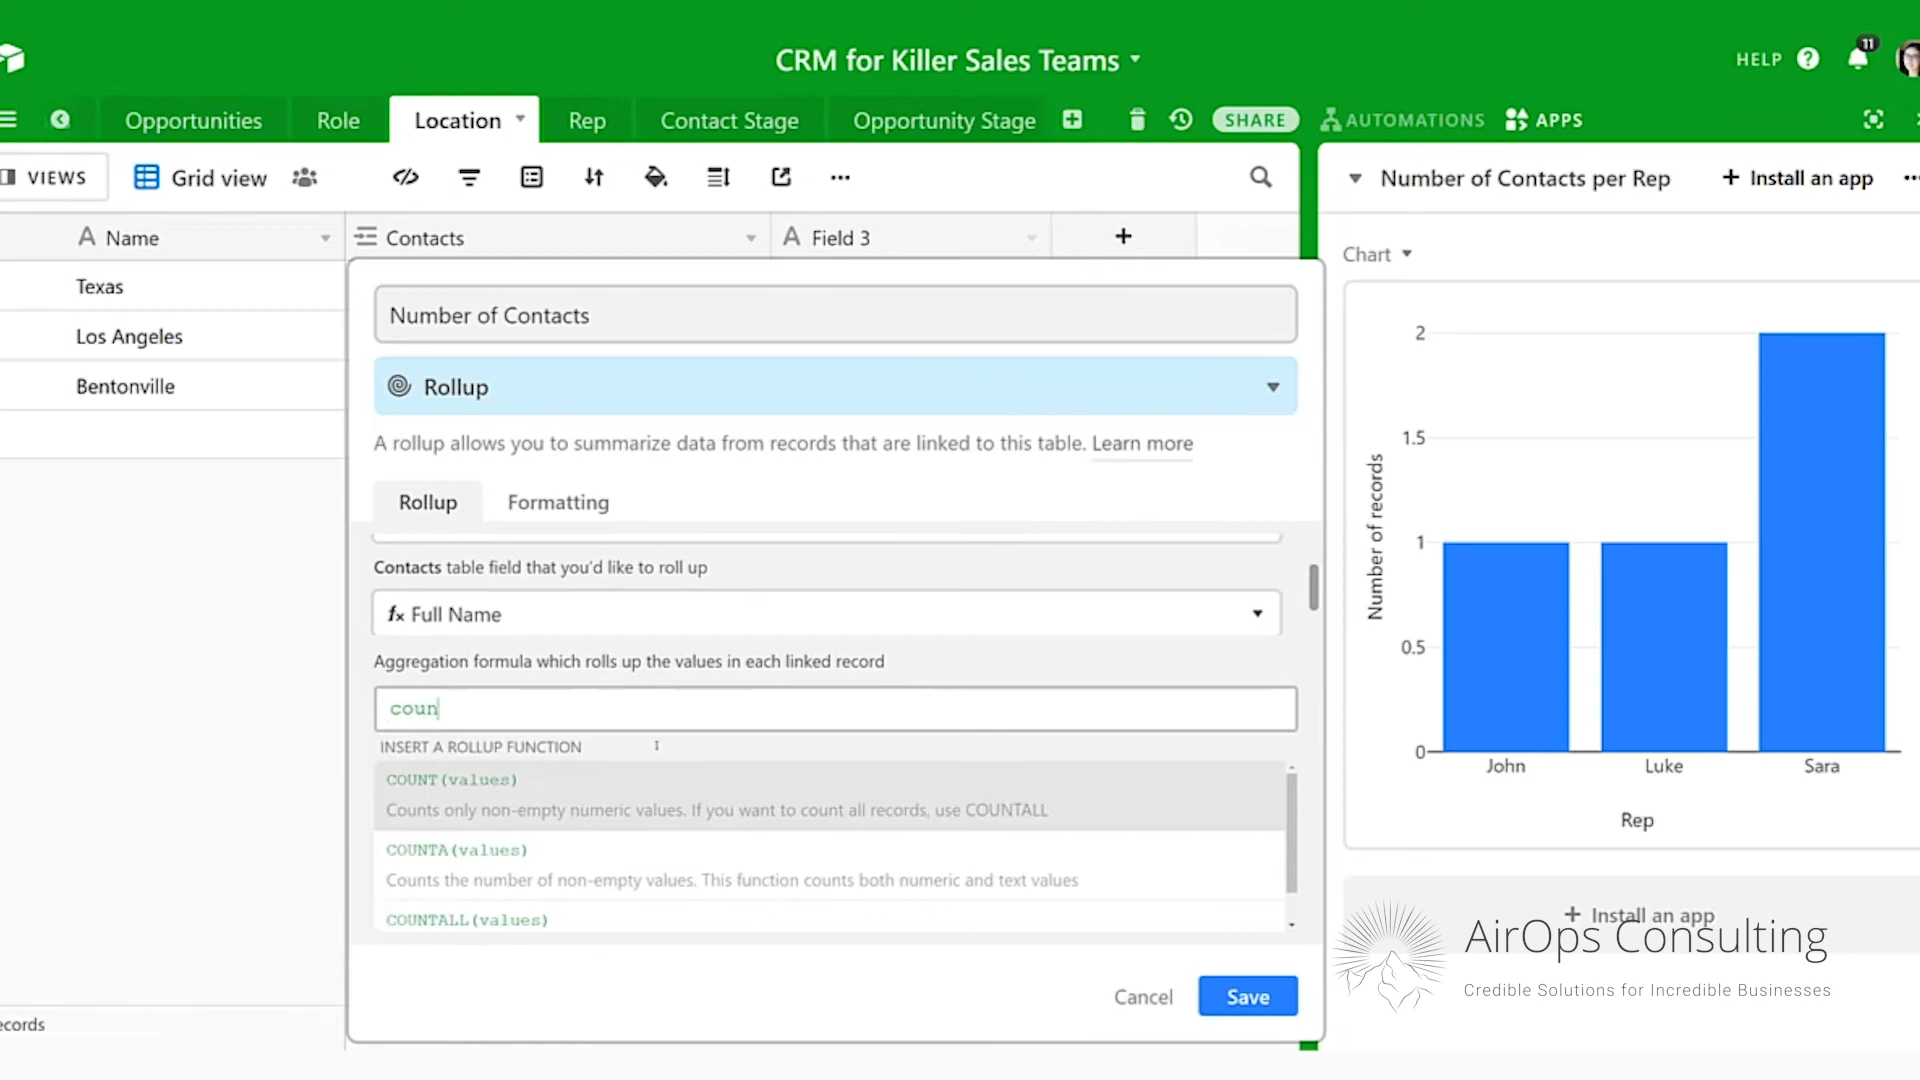 CRM for Killer Sales Teams
HELP
11
Opportunities
Role
Location
Rep
Contact Stage
Opportunity Stage
SHARE
AUTOMATIONS
APPS
VIEWS
Grid view
Number of Contacts per Rep
+ Install an app
Name
Contacts
Field 3
+
Texas
Los Angeles
Bentonville
ecords
Number of Contacts
Rollup
A rollup allows you to summarize data from records that are linked to this table. Learn more
Rollup
Formatting
Contacts table field that you'd like to roll up
fx Full Name
Aggregation formula which rolls up the values in each linked record
coun
INSERT A ROLLUP FUNCTION
COUNT(values)
Counts only non-empty numeric values. If you want to count all records, use COUNTALL
COUNTA(values)
Counts the number of non-empty values. This function counts both numeric and text values
COUNTALL(values)
Cancel
Save
Chart
2
1.5
1
0.5
0
Number of records
John
Luke
Sara
Rep
+ Install an app
AirOps Consulting
Credible Solutions for Incredible Businesses